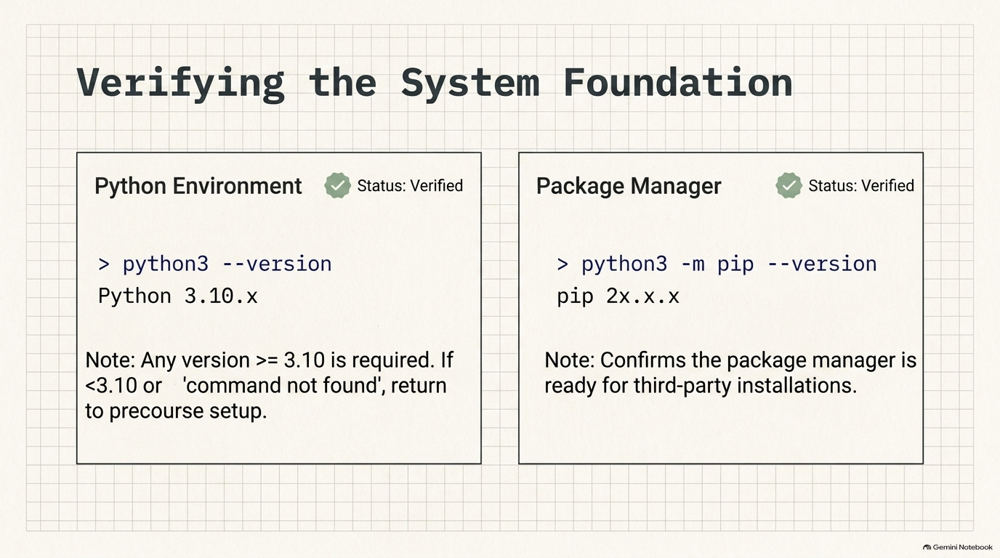 Verifying the System Foundation
Python Environment
Status: Verified
> python3 --version
Python 3.10.x
Note: Any version >= 3.10 is required. If
<3.10 or 'command not found', return
to precourse setup.
Package Manager
Status: Verified
> python3 -m pip --version
pip 2x.x.x
Note: Confirms the package manager is
ready for third-party installations.
Gemini Notebook